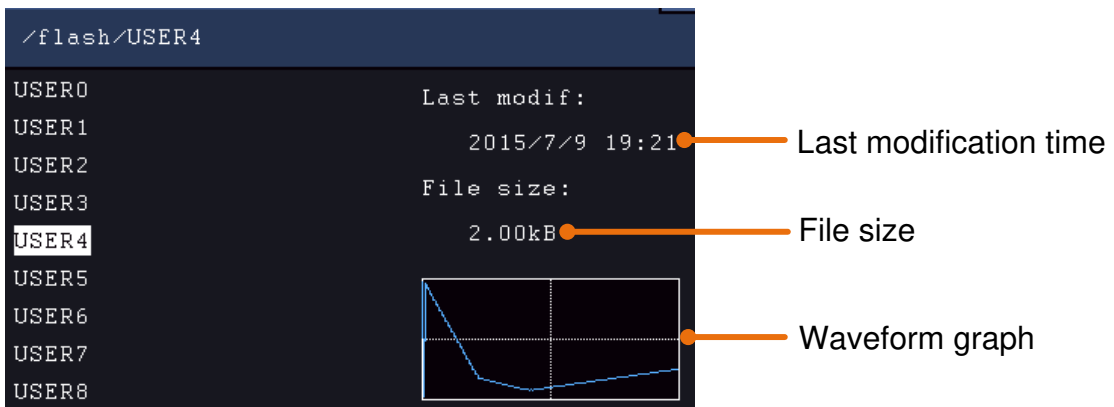 /flash/USER4
USER0
USER1
USER2
USER3
USER4
USER5
USER6
USER7
USER8
Last modif:
2015/7/9 19:21
File size:
2.00kB
Last modification time
File size
Waveform graph